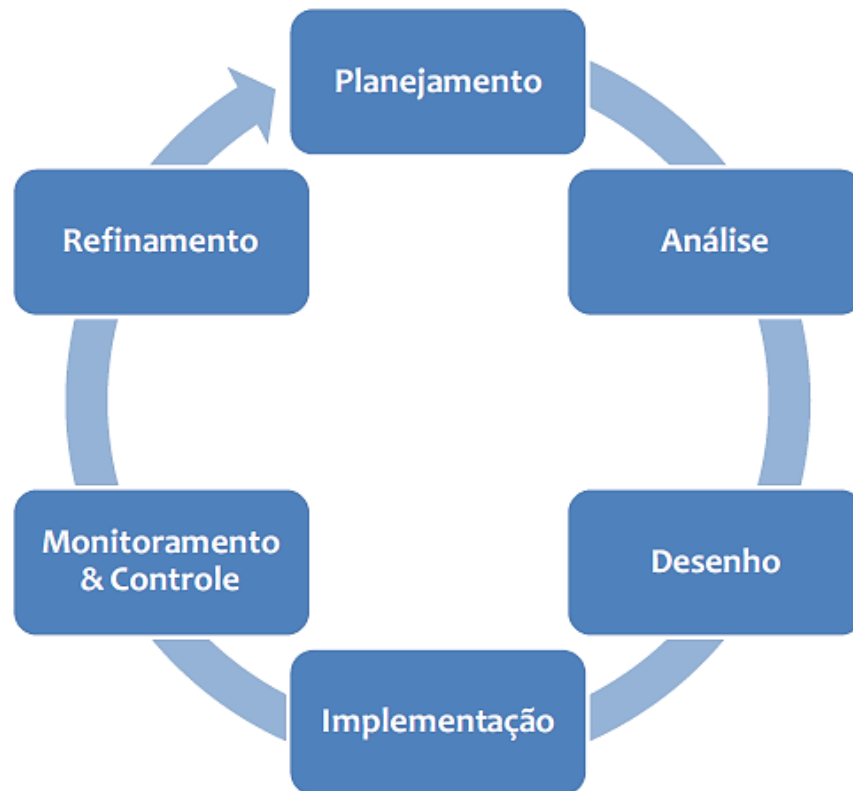 Planejamento
Análise
Desenho
Implementação
Monitoramento
& Controle
Refinamento